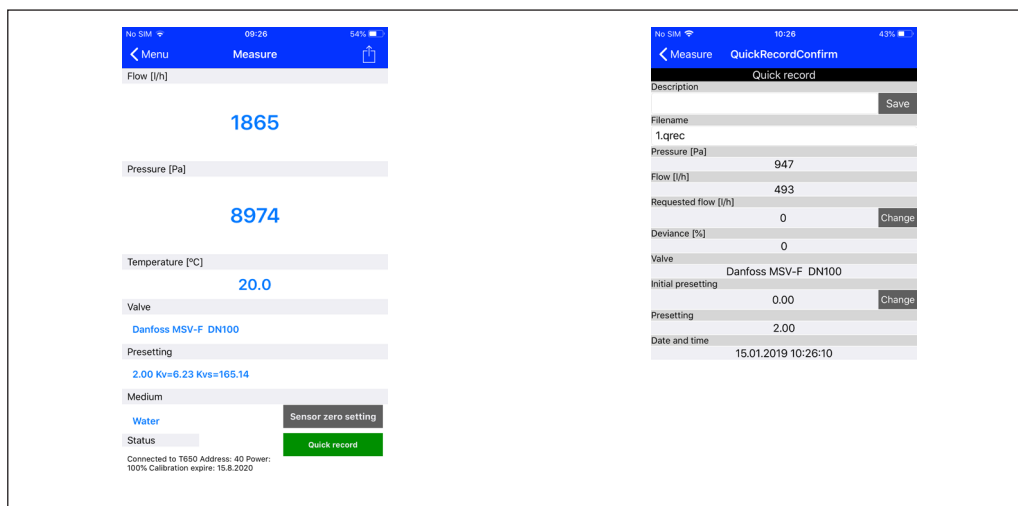 No SIM 09:26 54%
Menu Measure
Flow [l/h]
1865
Pressure [Pa]
8974
Temperature [ºC]
20.0
Valve
Danfoss MSV-F DN100
Presetting
2.00 Kv=6.23 Kvs=165.14
Medium
Water
Sensor zero setting
Status
Quick record
Connected to T650 Address: 40 Power:
100% Calibration expire: 15.8.2020
No SIM 10:26 43%
Measure QuickRecordConfirm
Quick record
Description
Save
Filename
1.qrec
Pressure [Pa]
947
Flow [l/h]
493
Requested flow [l/h]
0 Change
Deviance [%]
0
Valve
Danfoss MSV-F DN100
Initial presetting
0.00 Change
Presetting
2.00
Date and time
15.01.2019 10:26:10